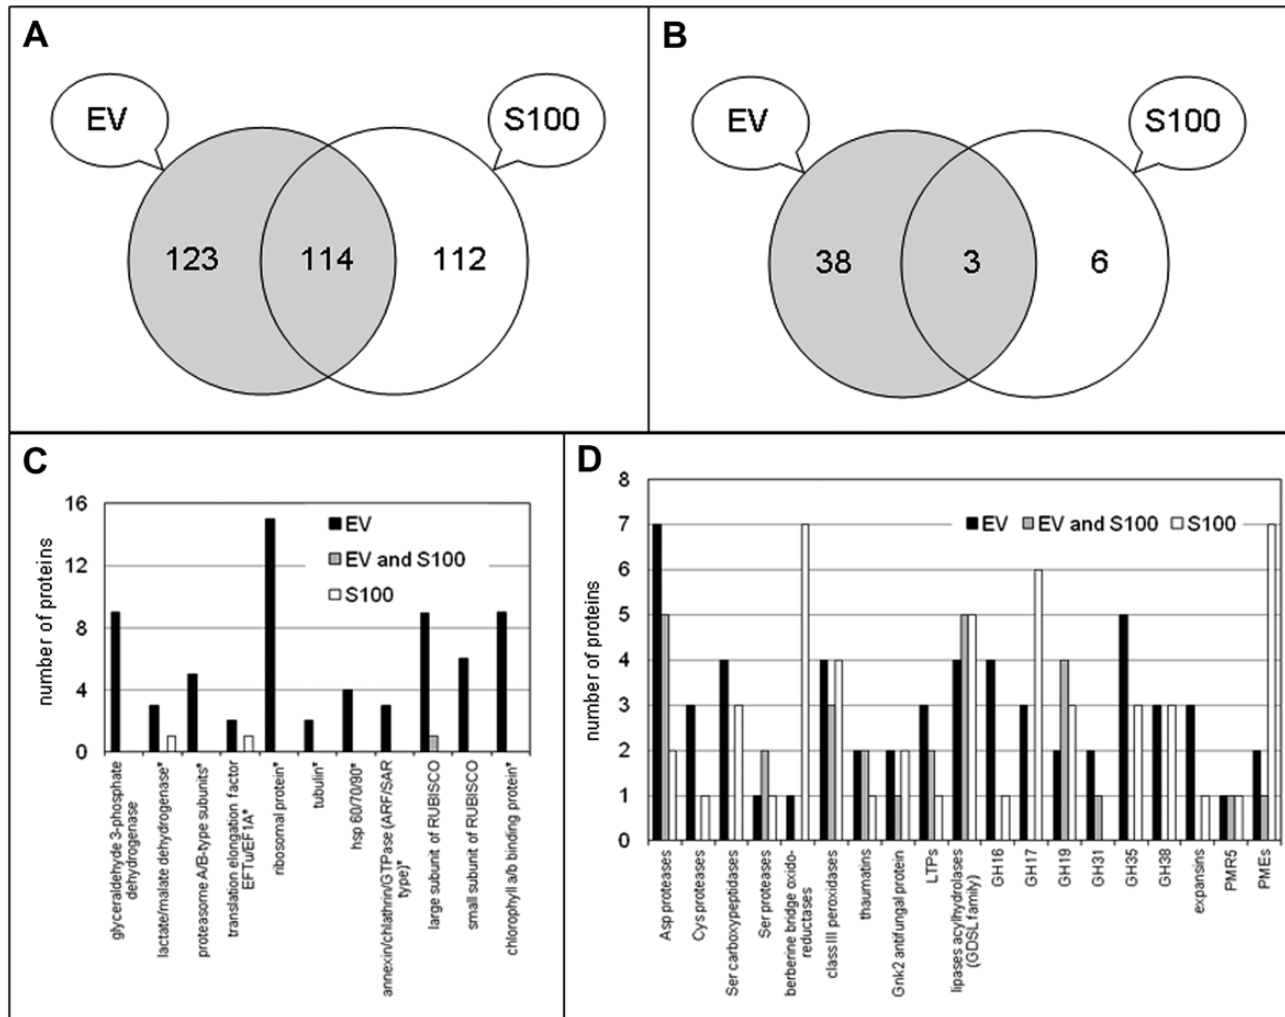 A
EV
S100
123
114
112
B
EV
S100
38
3
6
C
number of proteins
16
12
8
4
0
EV
EV and S100
S100
glyceraldehyde 3-phosphate
dehydrogenase
lactate/malate dehydrogenase*
proteasome A/B-type subunits*
translation elongation factor
EFTu/EF1A*
ribosomal protein*
tubulin*
hsp 60/70/90*
annexin/chlathrin/GTPase (ARF/SAR
type)*
large subunit of RUBISCO
small subunit of RUBISCO
chlorophyll a/b binding protein*
D
number of proteins
8
7
6
5
4
3
2
1
0
EV
EV and S100
S100
Asp proteases
Cys proteases
Ser carboxypeptidases
Ser proteases
berberine bridge oxido-
reductases
class III peroxidases
thaumatins
Gnk2 antifungal protein
LTPs
lipases acylhydrolases
(GDSL family)
GH16
GH17
GH19
GH31
GH35
GH38
expansins
PMR5
PMEs